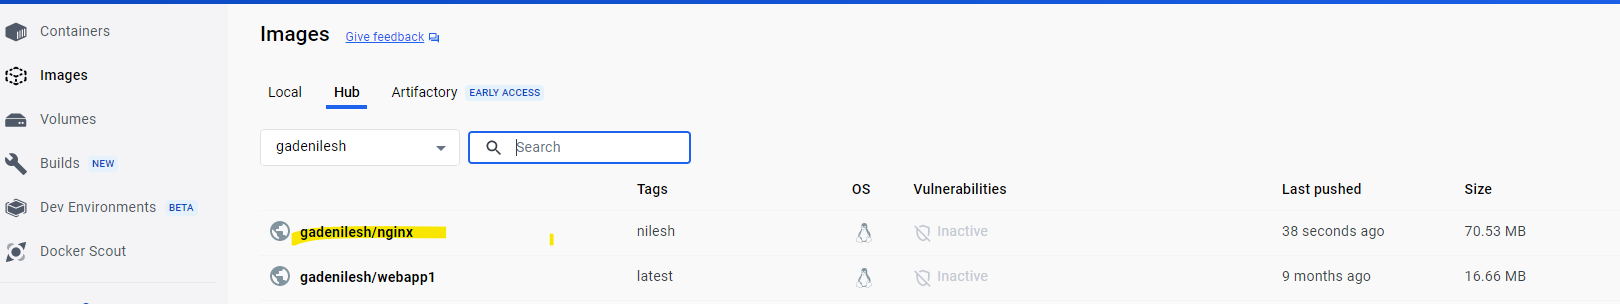 Containers
Images
Volumes
Builds NEW
Dev Environments BETA
Docker Scout
Images Give feedback
Local Hub Artifactory EARLY ACCESS
gadenilesh Search
Tags OS Vulnerabilities Last pushed Size
gadenilesh/nginx nilesh Inactive 38 seconds ago 70.53 MB
gadenilesh/webapp1 latest Inactive 9 months ago 16.66 MB